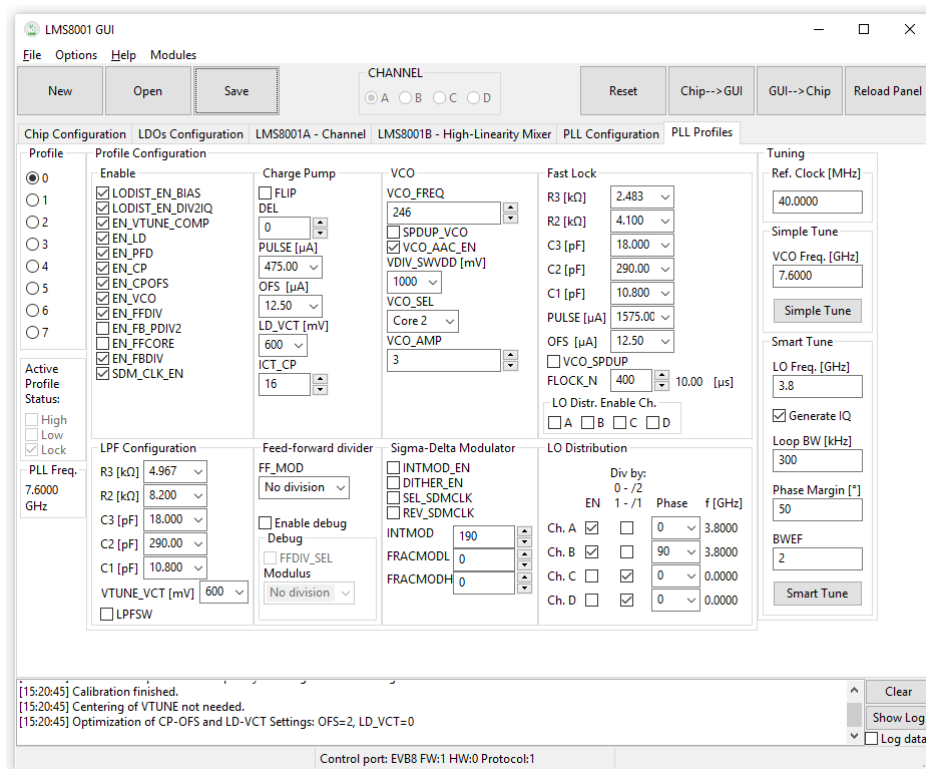 LMS8001 GUI
File Options Help Modules
New Open Save
CHANNEL
A B C D
Reset Chip-->GUI GUI-->Chip Reload Panel
Chip Configuration LDOs Configuration LMS8001A - Channel LMS8001B - High-Linearity Mixer PLL Configuration PLL Profiles
Profile
0
1
2
3
4
5
6
7
Active
Profile
Status:
High
Low
Lock
PLL Freq.
7.6000
GHz
Profile Configuration
Enable
LODIST_EN_BIAS
LODIST_EN_DIV2IQ
EN_VTUNE_COMP
EN_LD
EN_PFD
EN_CP
EN_CPOFS
EN_VCO
EN_FFDIV
EN_FB_PDIV2
EN_FFCORE
EN_FBDIV
SDM_CLK_EN
Charge Pump
FLIP
DEL
0
PULSE [µA]
475.00
OFS [µA]
12.50
LD_VCT [mV]
600
ICT_CP
16
VCO
VCO_FREQ
246
SPDUP_VCO
VCO_AAC_EN
VDIV_SWVDD [mV]
1000
VCO_SEL
Core 2
VCO_AMP
3
Fast Lock
R3 [kΩ] 2.483
R2 [kΩ] 4.100
C3 [pF] 18.000
C2 [pF] 290.00
C1 [pF] 10.800
PULSE [µA] 1575.00
OFS [µA] 12.50
VCO_SPDUP
FLOCK_N 400 10.00 [µs]
LO Distr. Enable Ch.
A B C D
LPF Configuration
R3 [kΩ] 4.967
R2 [kΩ] 8.200
C3 [pF] 18.000
C2 [pF] 290.00
C1 [pF] 10.800
VTUNE_VCT [mV] 600
LPFSW
Feed-forward divider
FF_MOD
No division
Enable debug
Debug
FFDIV_SEL
Modulus
No division
Sigma-Delta Modulator
INTMOD_EN
DITHER_EN
SEL_SDMCLK
REV_SDMCLK
INTMOD 190
FRACMODL 0
FRACMODH 0
LO Distribution
Div by:
0 - /2
EN 1 - /1 Phase f [GHz]
Ch. A 0 3.8000
Ch. B 90 3.8000
Ch. C 0 0.0000
Ch. D 0 0.0000
Tuning
Ref. Clock [MHz]
40.0000
Simple Tune
VCO Freq. [GHz]
7.6000
Simple Tune
Smart Tune
LO Freq. [GHz]
3.8
Generate IQ
Loop BW [kHz]
300
Phase Margin [°]
50
BWEF
2
Smart Tune
[15:20:45] Calibration finished.
[15:20:45] Centering of VTUNE not needed.
[15:20:45] Optimization of CP-OFS and LD-VCT Settings: OFS=2, LD_VCT=0
Clear
Show Log
Log data
Control port: EVB8 FW:1 HW:0 Protocol:1